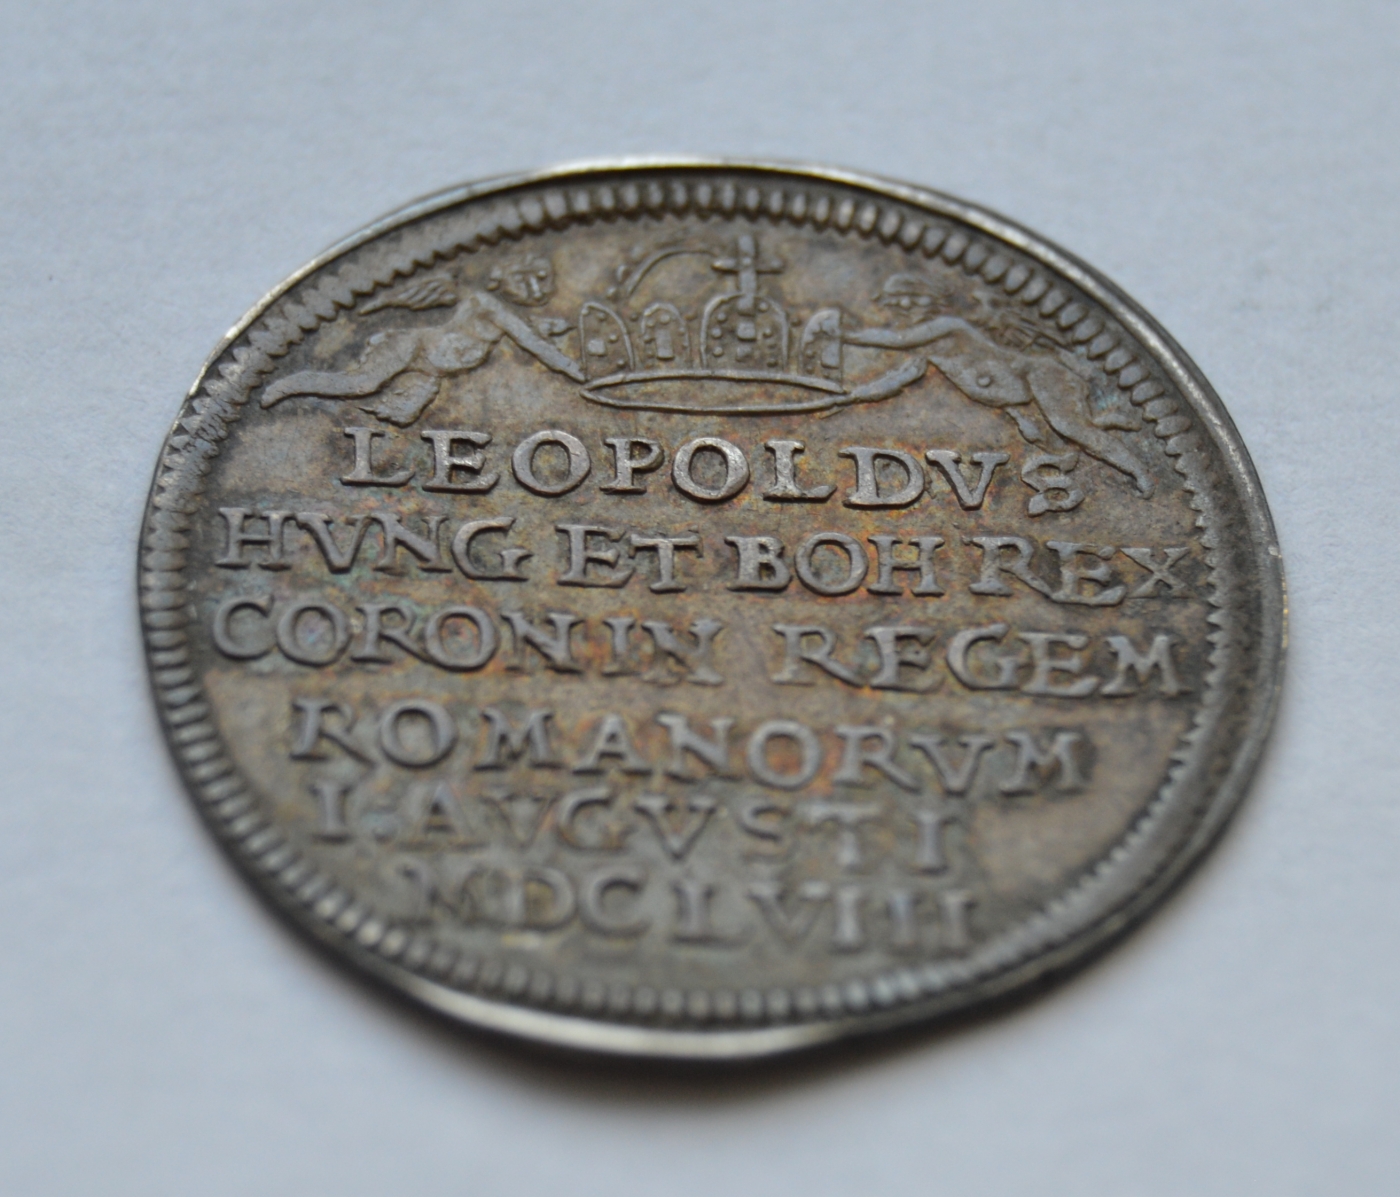 LEOPOLDVS
HVNG ET BOH REX
CORON IN REGEM
ROMANORVM
I. AVGVSTI
MDCLVIII